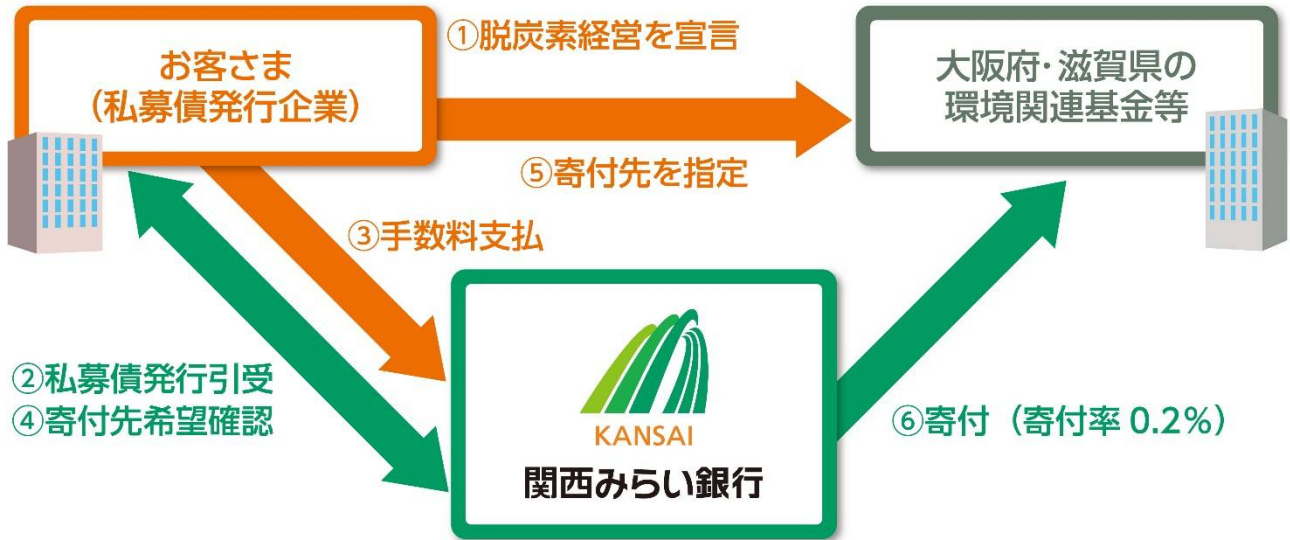 ①脱炭素経営を宣言
お客さま
(私募債発行企業)
大阪府・滋賀県の
環境関連基金等
⑤寄付先を指定
③手数料支払
②私募債発行引受
④寄付先希望確認
KANSAI
関西みらい銀行
⑥寄付（寄付率 0.2%）